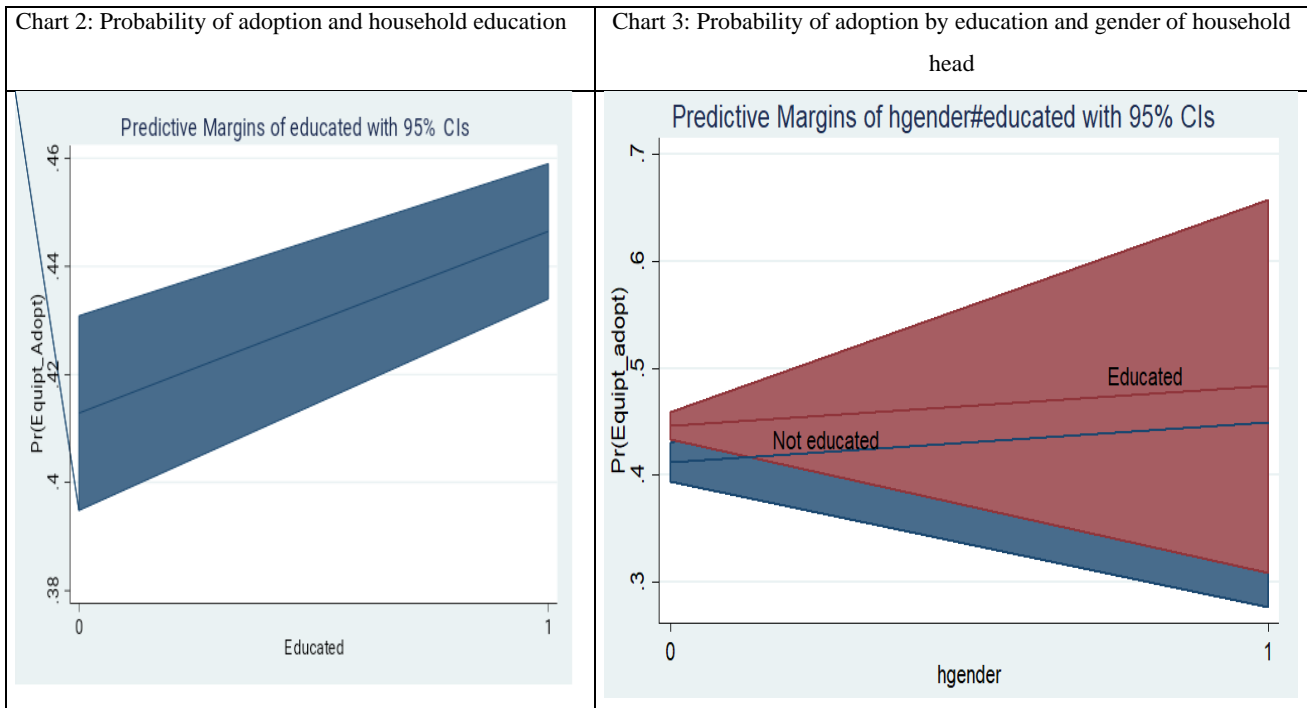 Chart 2: Probability of adoption and household education
Predictive Margins of educated with 95% CIs
Pr(Equipt_Adopt)
.46
.44
.42
.4
.38
0
1
Educated
Chart 3: Probability of adoption by education and gender of household
head
Predictive Margins of hgender#educated with 95% CIs
Pr(Equipt_adopt)
.7
.6
.5
.4
.3
Educated
Not educated
0
1
hgender